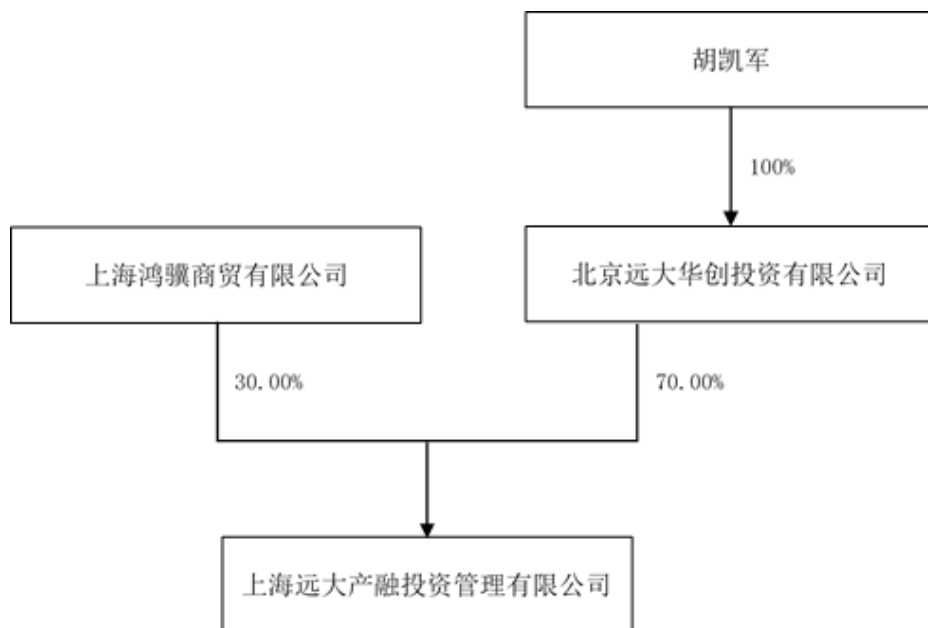 胡凯军
100%
上海鸿骥商贸有限公司
北京远大华创投资有限公司
30.00%
70.00%
上海远大产融投资管理有限公司